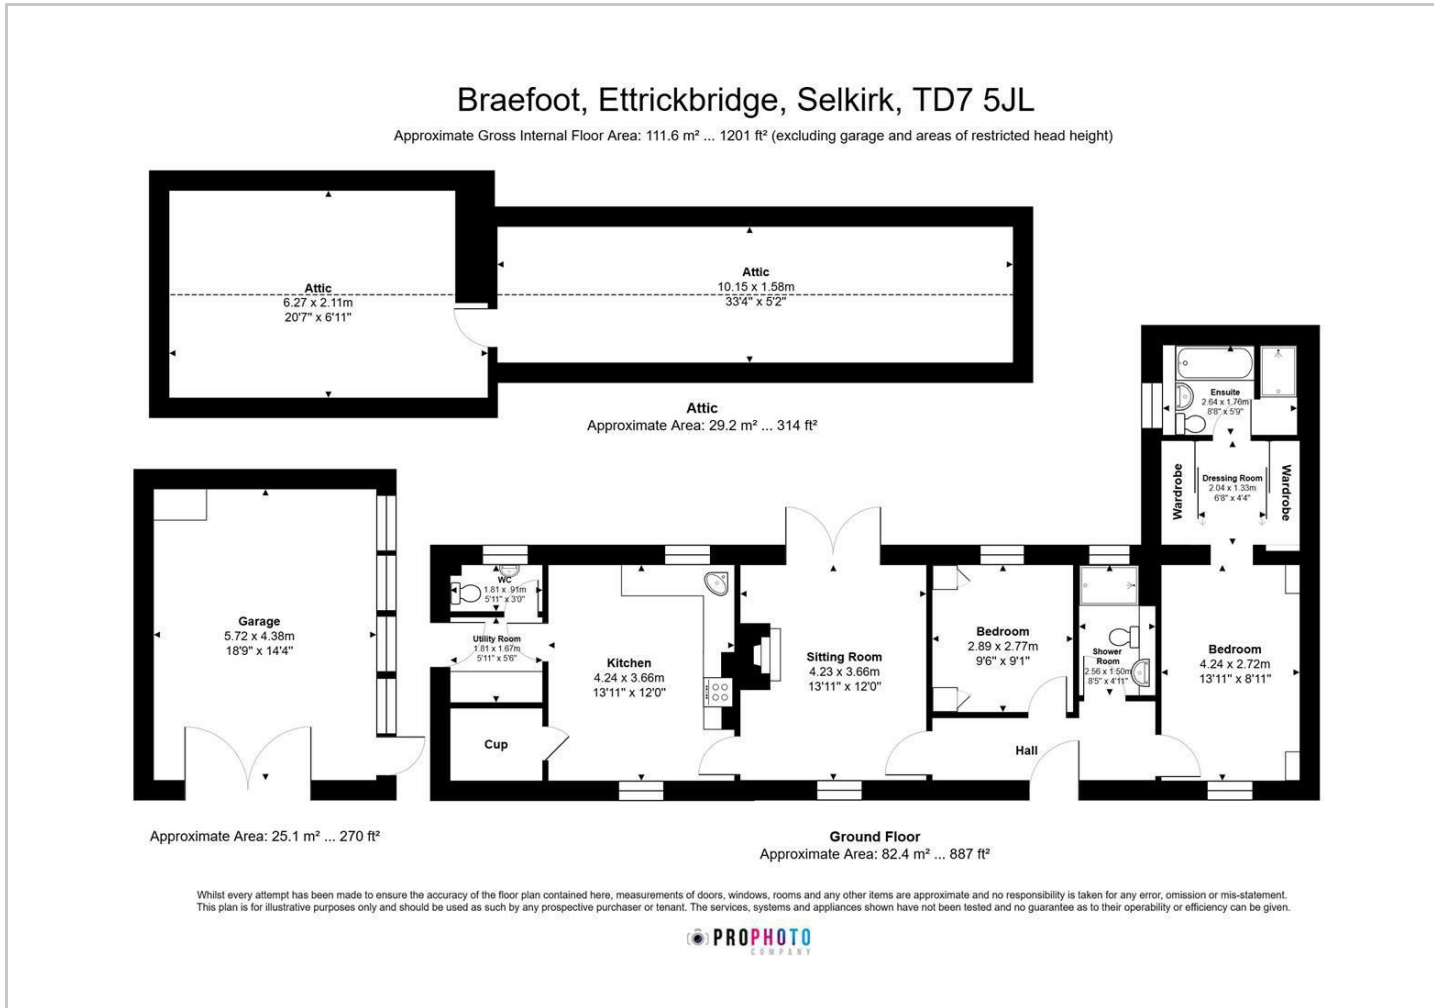 Braefoot, Ettrickbridge, Selkirk, TD7 5JL
Approximate Gross Internal Floor Area: 111.6 m² ... 1201 ft² (excluding garage and areas of restricted head height)
Attic
6.27 x 2.11m
20'7" x 6'11"
Attic
10.15 x 1.58m
33'4" x 5'2"
Attic
Approximate Area: 29.2 m² ... 314 ft²
Ensuite
2.64 x 1.76m
8'8" x 5'9"
Wardrobe
Dressing Room
2.04 x 1.33m
6'8" x 4'4"
Wardrobe
Garage
5.72 x 4.38m
18'9" x 14'4"
WC
1.81 x .91m
5'11" x 3'0"
Utility Room
1.81 x 1.67m
5'11" x 5'6"
Cup
Kitchen
4.24 x 3.66m
13'11" x 12'0"
Sitting Room
4.23 x 3.66m
13'11" x 12'0"
Bedroom
2.89 x 2.77m
9'6" x 9'1"
Shower
Room
2.56 x 1.50m
8'5" x 4'11"
Bedroom
4.24 x 2.72m
13'11" x 8'11"
Hall
Approximate Area: 25.1 m² ... 270 ft²
Ground Floor
Approximate Area: 82.4 m² ... 887 ft²
Whilst every attempt has been made to ensure the accuracy of the floor plan contained here, measurements of doors, windows, rooms and any other items are approximate and no responsibility is taken for any error, omission or mis-statement.
This plan is for illustrative purposes only and should be used as such by any prospective purchaser or tenant. The services, systems and appliances shown have not been tested and no guarantee as to their operability or efficiency can be given.
PROPHOTO
COMPANY